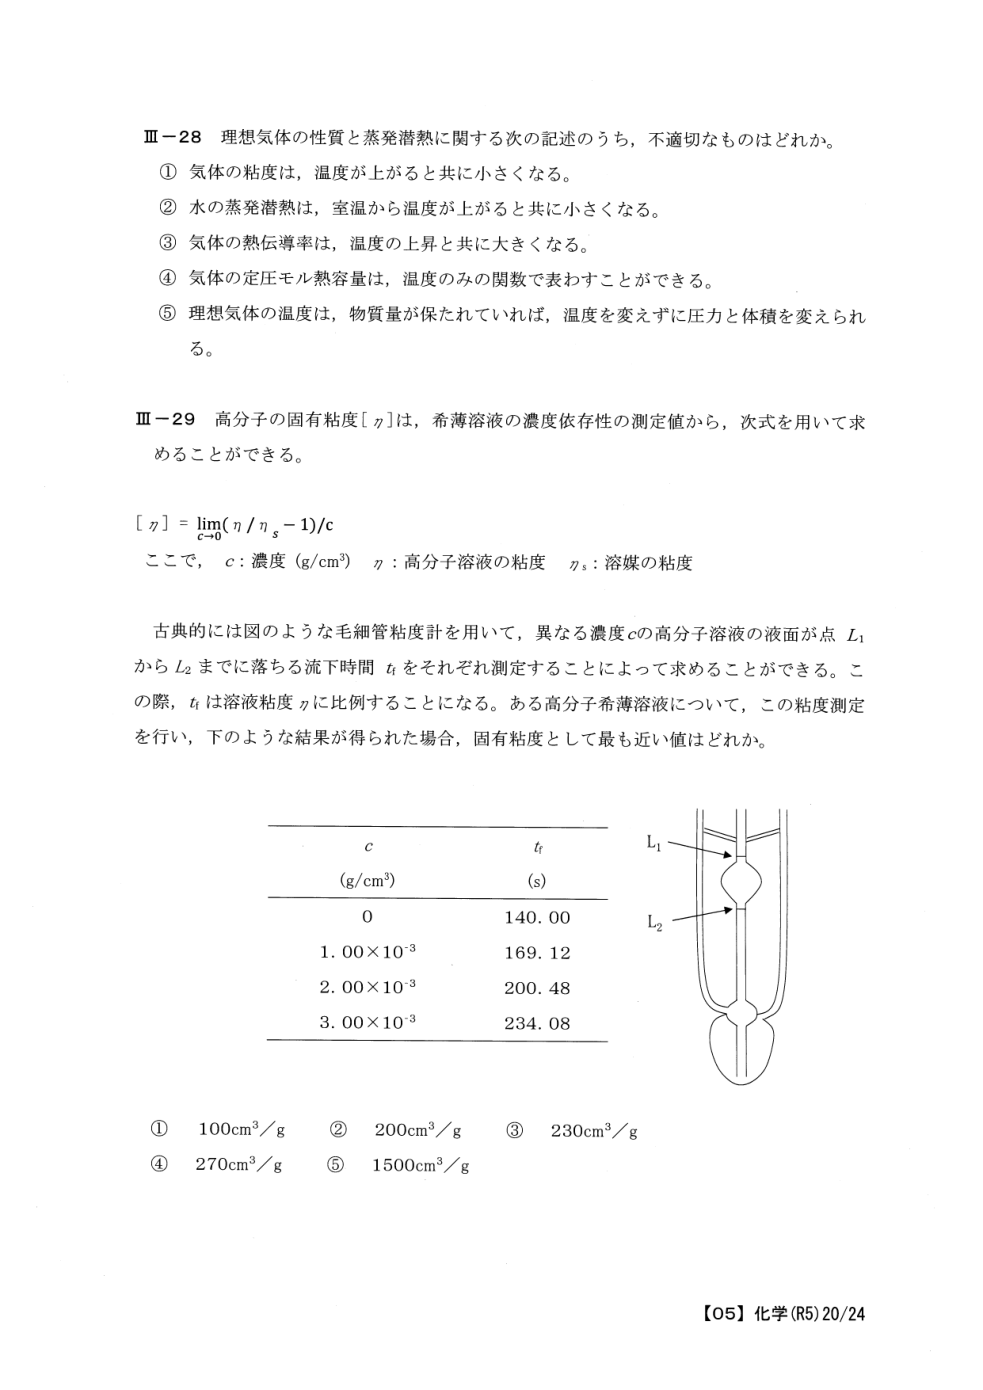 Ⅲ－28　理想気体の性質と蒸発潜熱に関する次の記述のうち，不適切なものはどれか。
① 気体の粘度は，温度が上がると共に小さくなる。
② 水の蒸発潜熱は，室温から温度が上がると共に小さくなる。
③ 気体の熱伝導率は，温度の上昇と共に大きくなる。
④ 気体の定圧モル熱容量は，温度のみの関数で表わすことができる。
⑤ 理想気体の温度は，物質量が保たれていれば，温度を変えずに圧力と体積を変えられ
る。
Ⅲ－29　高分子の固有粘度[η]は，希薄溶液の濃度依存性の測定値から，次式を用いて求
めることができる。
[η] = lim(η/ηs－1)/c
c→0
ここで，　c：濃度 (g/cm³)　η：高分子溶液の粘度　ηs：溶媒の粘度
古典的には図のような毛細管粘度計を用いて，異なる濃度cの高分子溶液の液面が点 L₁
から L₂ までに落ちる流下時間 tf をそれぞれ測定することによって求めることができる。こ
の際，tf は溶液粘度 η に比例することになる。ある高分子希薄溶液について，この粘度測定
を行い，下のような結果が得られた場合，固有粘度として最も近い値はどれか。
c　tf
(g/cm³)　(s)
0　140.00
1.00×10⁻³　169.12
2.00×10⁻³　200.48
3.00×10⁻³　234.08
L₁
L₂
①　100cm³／g　②　200cm³／g　③　230cm³／g
④　270cm³／g　⑤　1500cm³／g
【05】化学(R5)20/24